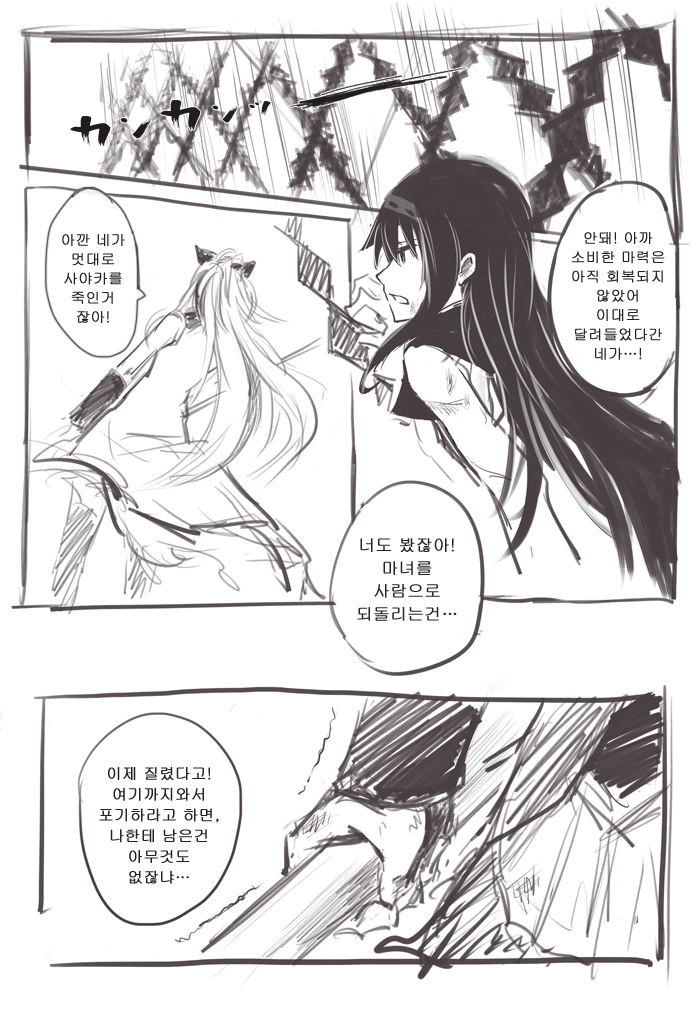 カンカンッ
안돼! 아까
소비한 마력은
아직 회복되지
않았어
이대로
달려들었다간
네가…!
아깐 네가
멋대로
사야카를
죽인거
잖아!
너도 봤잖아!
마녀를
사람으로
되돌리는건…
이제 질렸다고!
여기까지와서
포기하라고 하면,
나한테 남은건
아무것도
없잖냐…